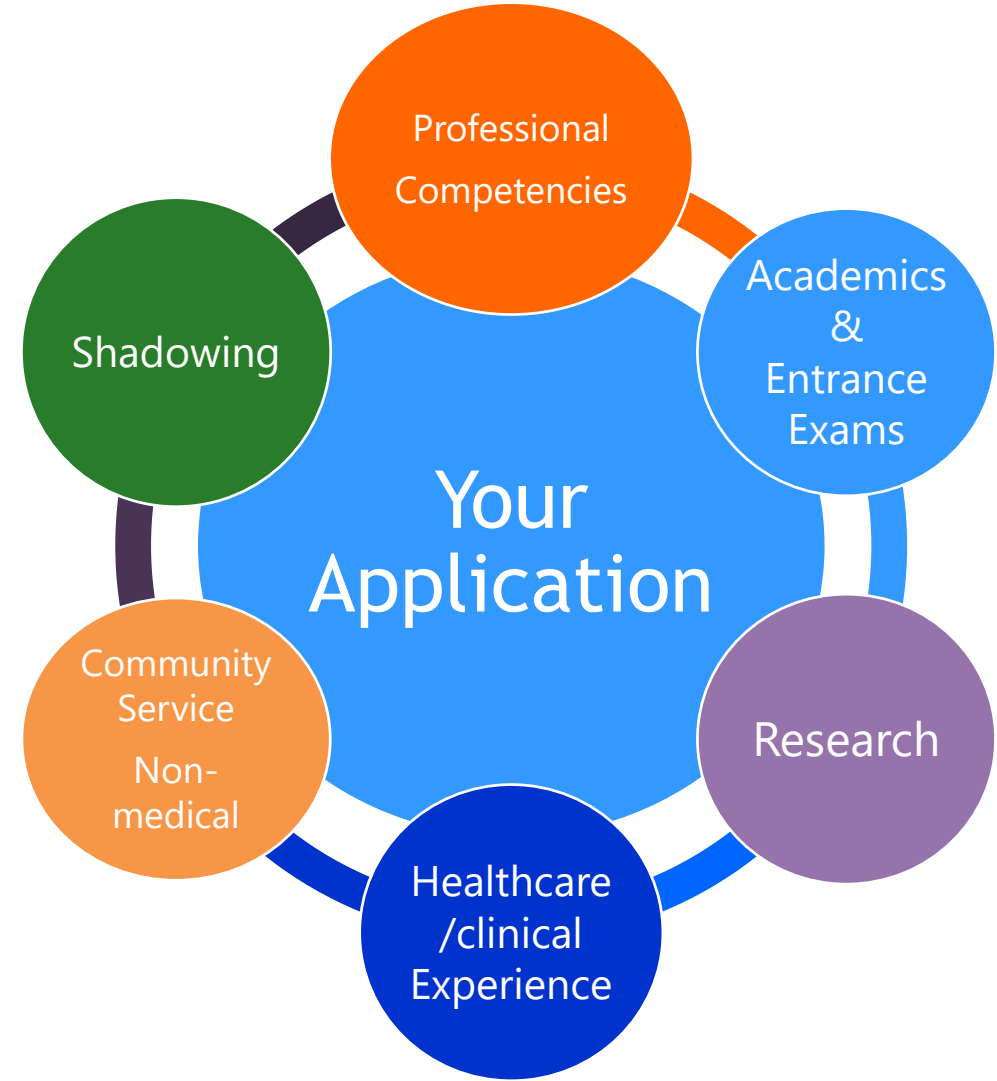 Professional
Competencies
Academics
&
Entrance
Exams
Shadowing
Your
Application
Community
Service
Non-
medical
Research
Healthcare
/clinical
Experience